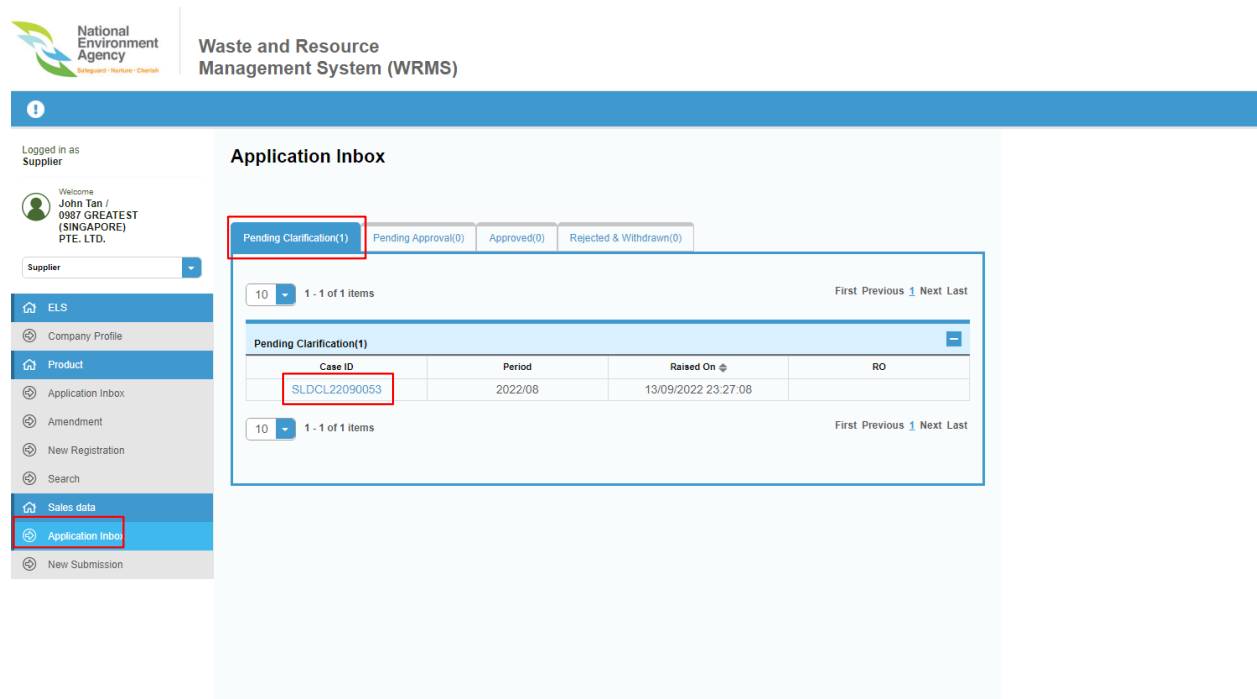 National
Environment
Agency
Safeguard · Nurture · Cherish
Waste and Resource
Management System (WRMS)
Logged in as
Supplier
Welcome
John Tan /
0987 GREATEST
(SINGAPORE)
PTE. LTD.
Supplier
ELS
Company Profile
Product
Application Inbox
Amendment
New Registration
Search
Sales data
Application Inbox
New Submission
Application Inbox
Pending Clarification(1) Pending Approval(0) Approved(0) Rejected & Withdrawn(0)
10 1 - 1 of 1 items First Previous 1 Next Last
Pending Clarification(1)
Case ID Period Raised On RO
SLDCL22090053 2022/08 13/09/2022 23:27:08
10 1 - 1 of 1 items First Previous 1 Next Last